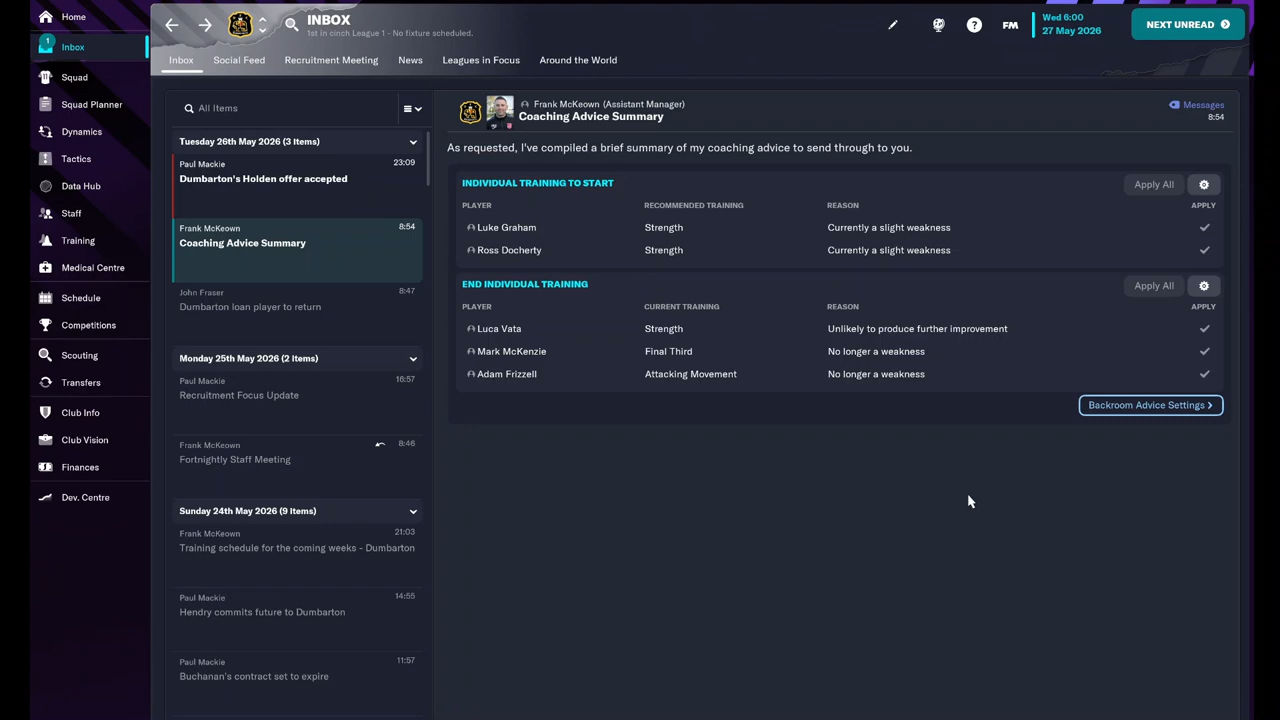 Home
1
Inbox
Squad
Squad Planner
Dynamics
Tactics
Data Hub
Staff
Training
Medical Centre
Schedule
Competitions
Scouting
Transfers
Club Info
Club Vision
Finances
Dev. Centre
INBOX
1st in cinch League 1 - No fixture scheduled.
?
FM
Wed 6:00
27 May 2026
NEXT UNREAD
Inbox
Social Feed
Recruitment Meeting
News
Leagues in Focus
Around the World
All Items
Tuesday 26th May 2026 (3 Items)
Paul Mackie 23:09
Dumbarton's Holden offer accepted
Frank McKeown 8:54
Coaching Advice Summary
John Fraser 8:47
Dumbarton loan player to return
Monday 25th May 2026 (2 Items)
Paul Mackie 16:57
Recruitment Focus Update
Frank McKeown 8:46
Fortnightly Staff Meeting
Sunday 24th May 2026 (9 Items)
Frank McKeown 21:03
Training schedule for the coming weeks - Dumbarton
Paul Mackie 14:55
Hendry commits future to Dumbarton
Paul Mackie 11:57
Buchanan's contract set to expire
Frank McKeown (Assistant Manager) Messages
Coaching Advice Summary 8:54
As requested, I've compiled a brief summary of my coaching advice to send through to you.
INDIVIDUAL TRAINING TO START Apply All
PLAYER RECOMMENDED TRAINING REASON APPLY
Luke Graham Strength Currently a slight weakness
Ross Docherty Strength Currently a slight weakness
END INDIVIDUAL TRAINING Apply All
PLAYER CURRENT TRAINING REASON APPLY
Luca Vata Strength Unlikely to produce further improvement
Mark McKenzie Final Third No longer a weakness
Adam Frizzell Attacking Movement No longer a weakness
Backroom Advice Settings